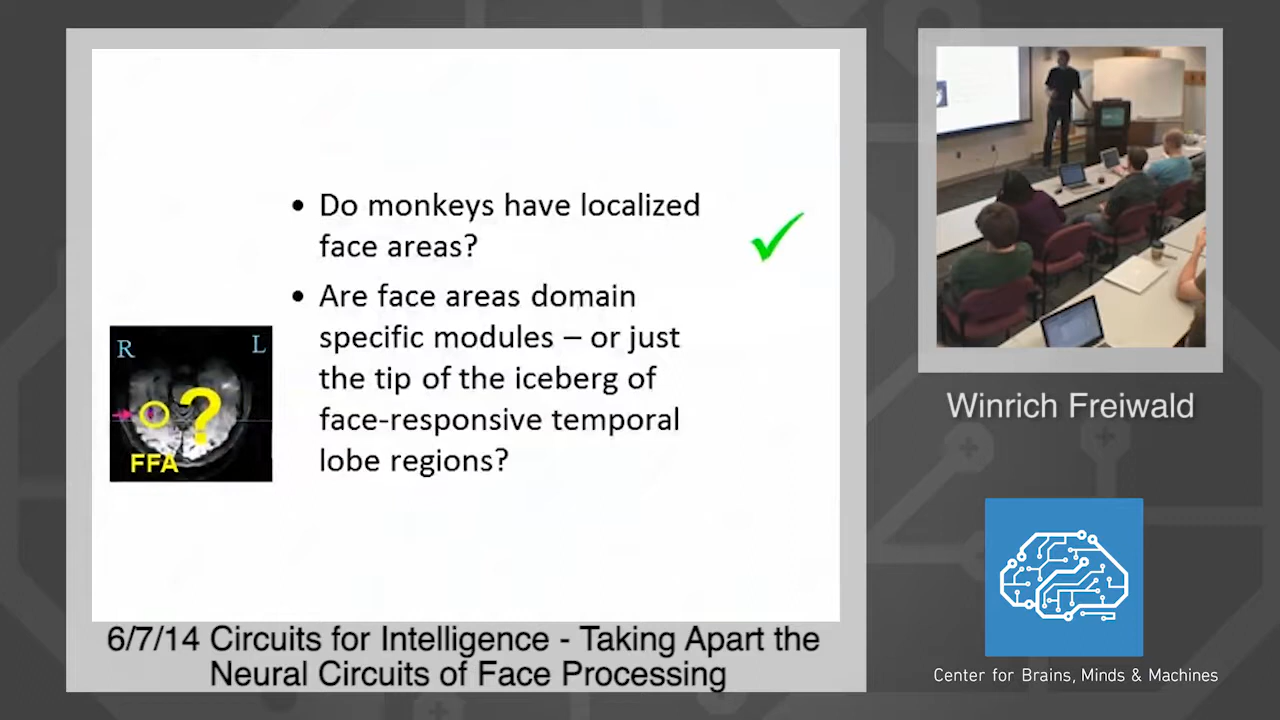 • Do monkeys have localized
face areas?
• Are face areas domain
specific modules – or just
the tip of the iceberg of
face-responsive temporal
lobe regions?
R
L
?
FFA
6/7/14 Circuits for Intelligence - Taking Apart the
Neural Circuits of Face Processing
Winrich Freiwald
Center for Brains, Minds & Machines